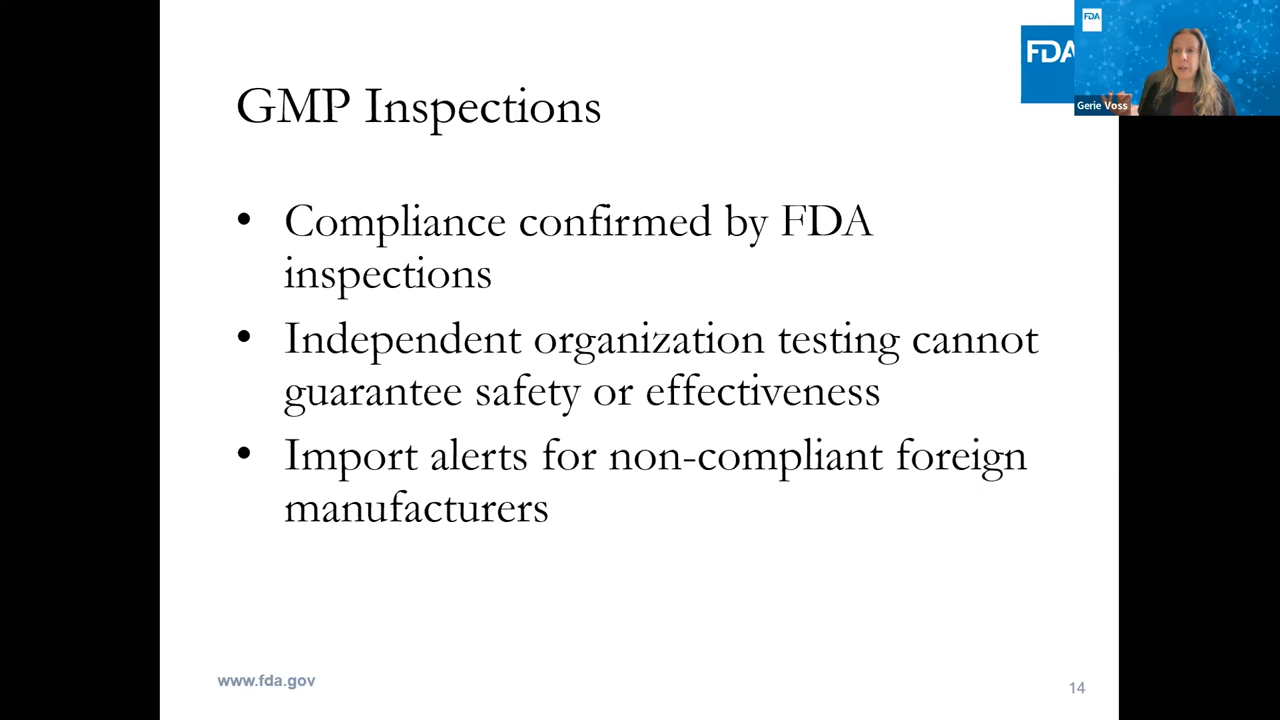 FDA
FDA
Gerie Voss
GMP Inspections
• Compliance confirmed by FDA
inspections
• Independent organization testing cannot
guarantee safety or effectiveness
• Import alerts for non-compliant foreign
manufacturers
www.fda.gov
14